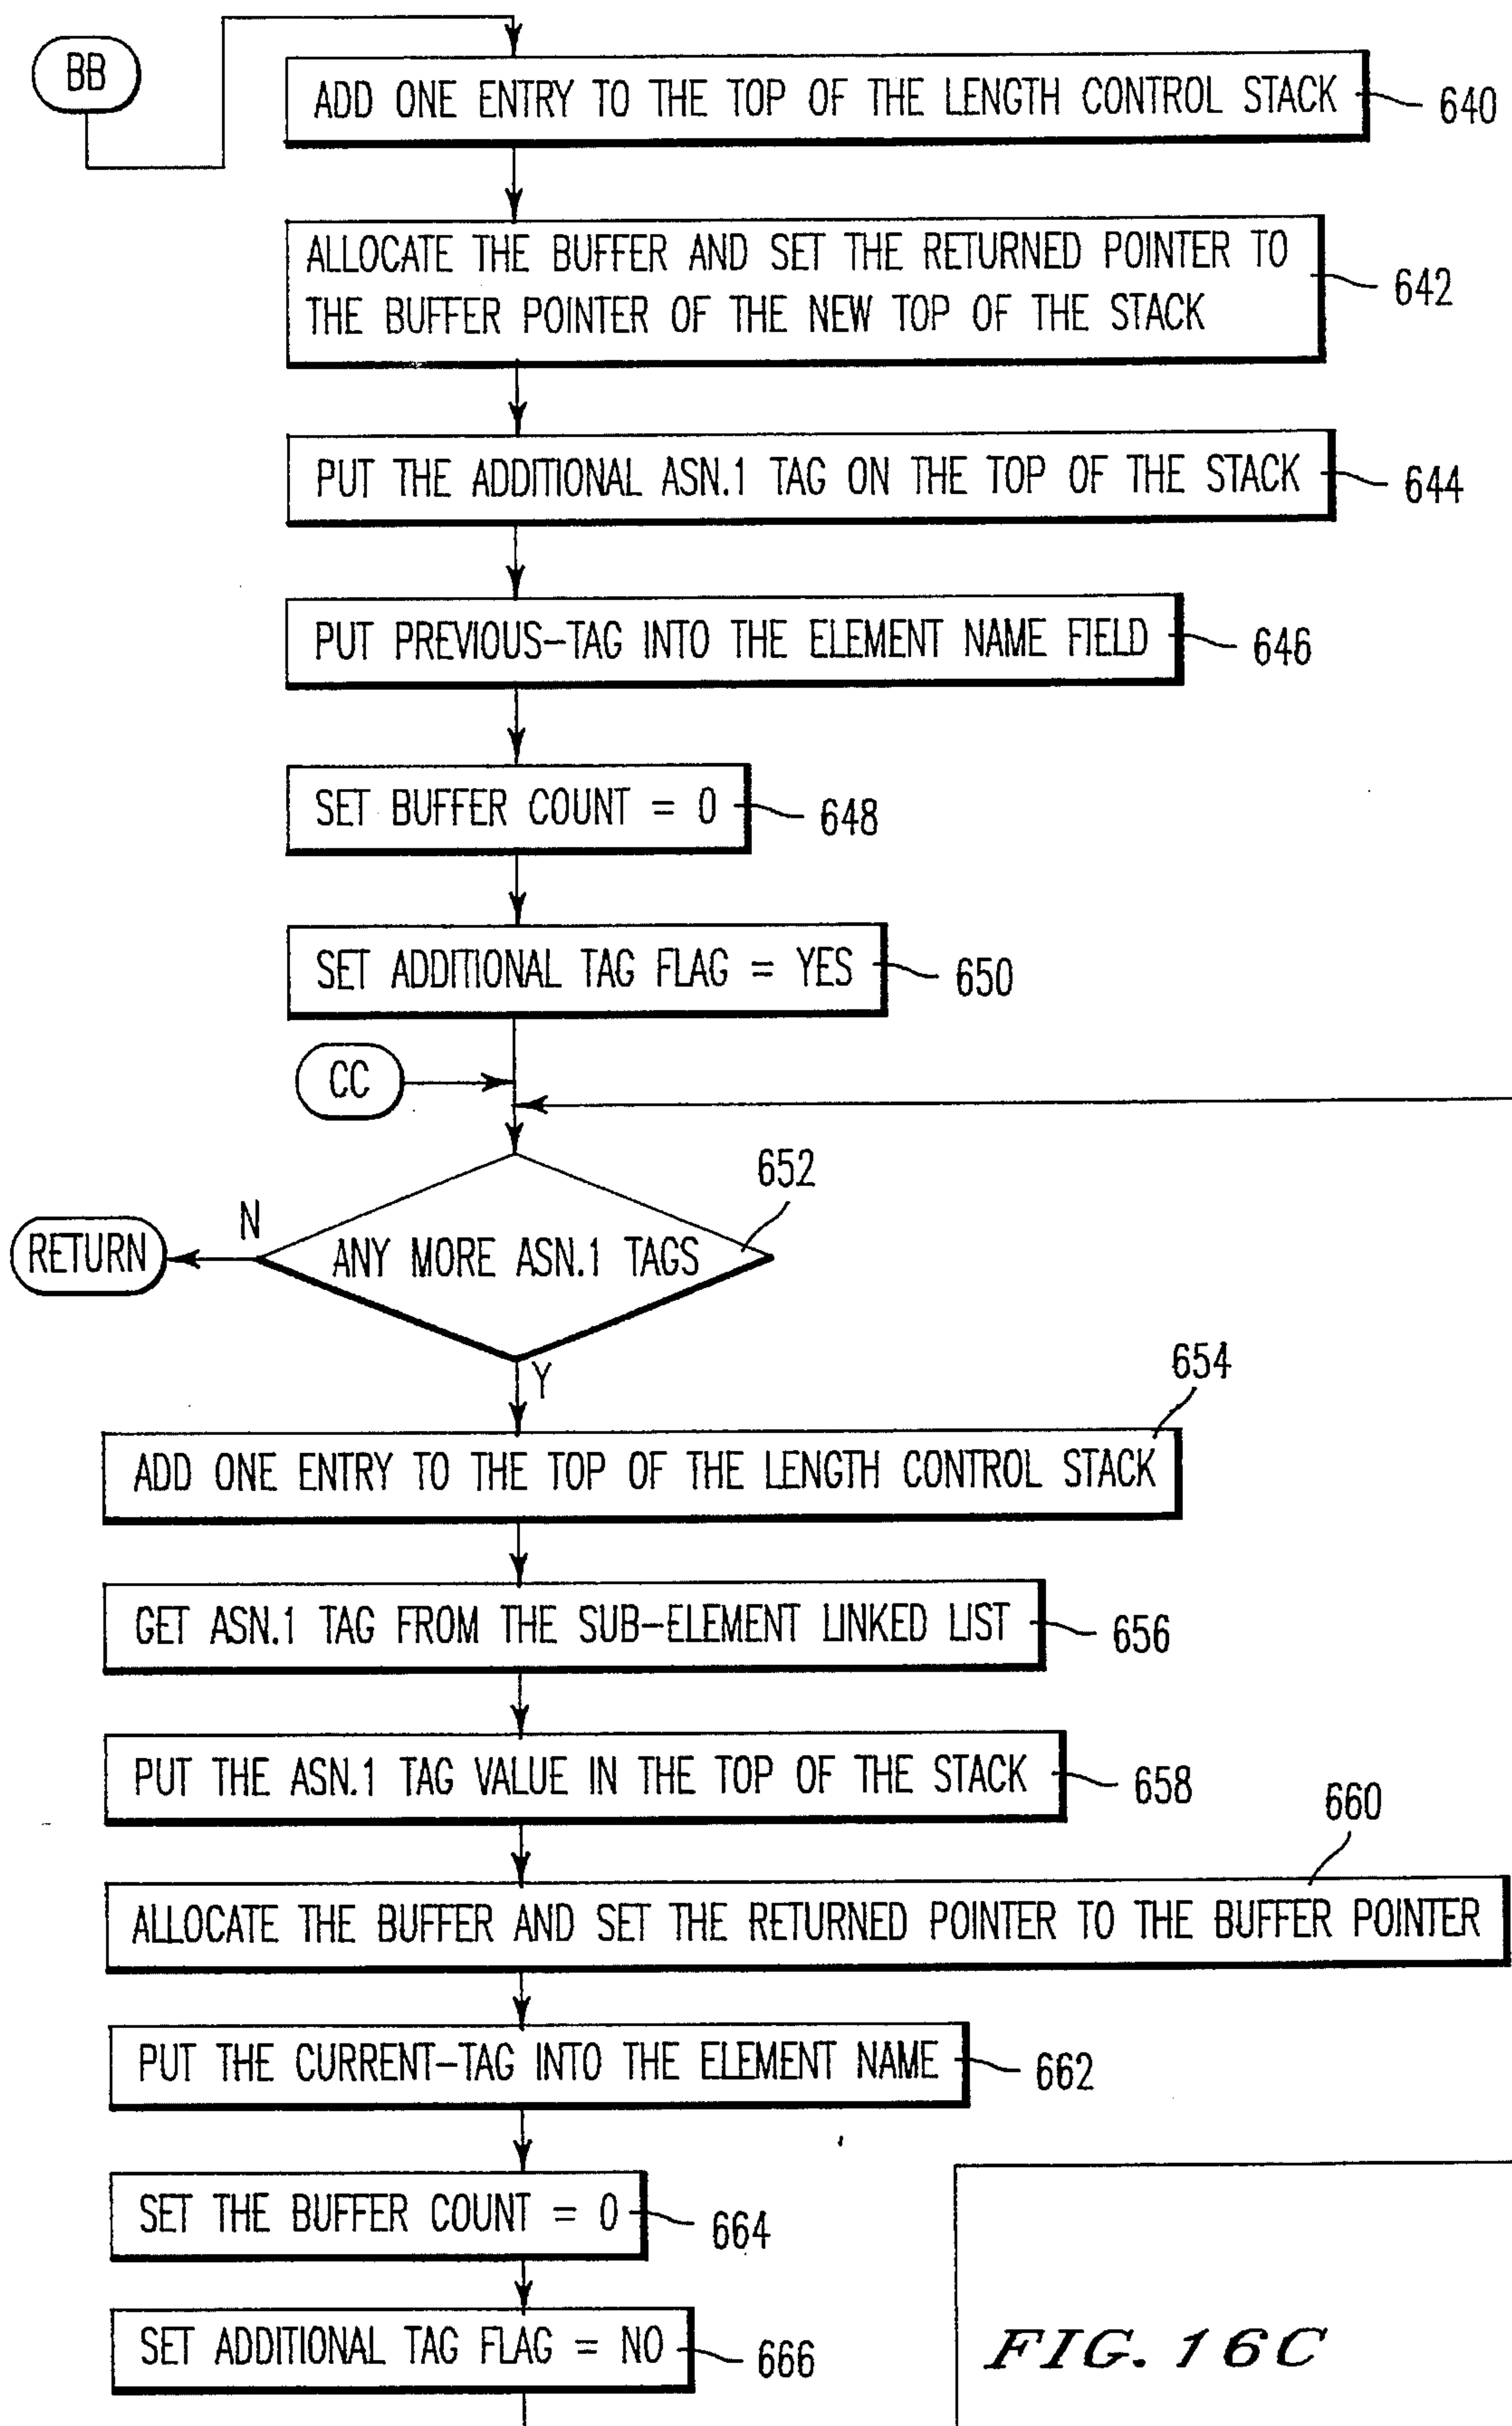 BB
ADD ONE ENTRY TO THE TOP OF THE LENGTH CONTROL STACK
640
ALLOCATE THE BUFFER AND SET THE RETURNED POINTER TO
THE BUFFER POINTER OF THE NEW TOP OF THE STACK
642
PUT THE ADDITIONAL ASN.1 TAG ON THE TOP OF THE STACK
644
PUT PREVIOUS-TAG INTO THE ELEMENT NAME FIELD
646
SET BUFFER COUNT = 0
648
SET ADDITIONAL TAG FLAG = YES
650
CC
652
N
RETURN
ANY MORE ASN.1 TAGS
Y
654
ADD ONE ENTRY TO THE TOP OF THE LENGTH CONTROL STACK
GET ASN.1 TAG FROM THE SUB-ELEMENT LINKED LIST
656
PUT THE ASN.1 TAG VALUE IN THE TOP OF THE STACK
658
660
ALLOCATE THE BUFFER AND SET THE RETURNED POINTER TO THE BUFFER POINTER
PUT THE CURRENT-TAG INTO THE ELEMENT NAME
662
SET THE BUFFER COUNT = 0
664
SET ADDITIONAL TAG FLAG = NO
666
FIG. 16C